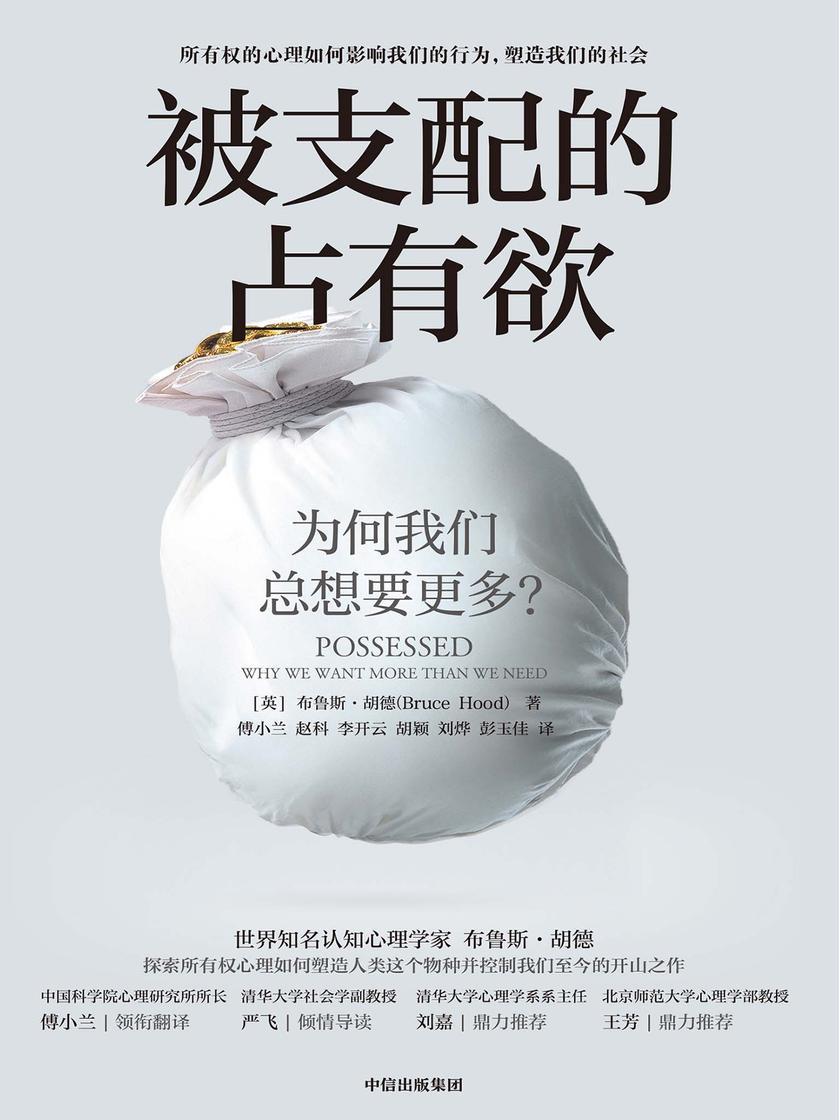 所有权的心理如何影响我们的行为，塑造我们的社会
被支配的
占有欲
为何我们
总想要更多？
POSSESSED
WHY WE WANT MORE THAN WE NEED
［英］ 布鲁斯·胡德(Bruce Hood) 著
傅小兰 赵科 李开云 胡颖 刘烨 彭玉佳 译
世界知名认知心理学家 布鲁斯·胡德
探索所有权心理如何塑造人类这个物种并控制我们至今的开山之作
中国科学院心理研究所所长 清华大学社会学副教授 清华大学心理学系系主任 北京师范大学心理学部教授
傅小兰 | 领衔翻译 严飞 | 倾情导读 刘嘉 | 鼎力推荐 王芳 | 鼎力推荐
中信出版集团